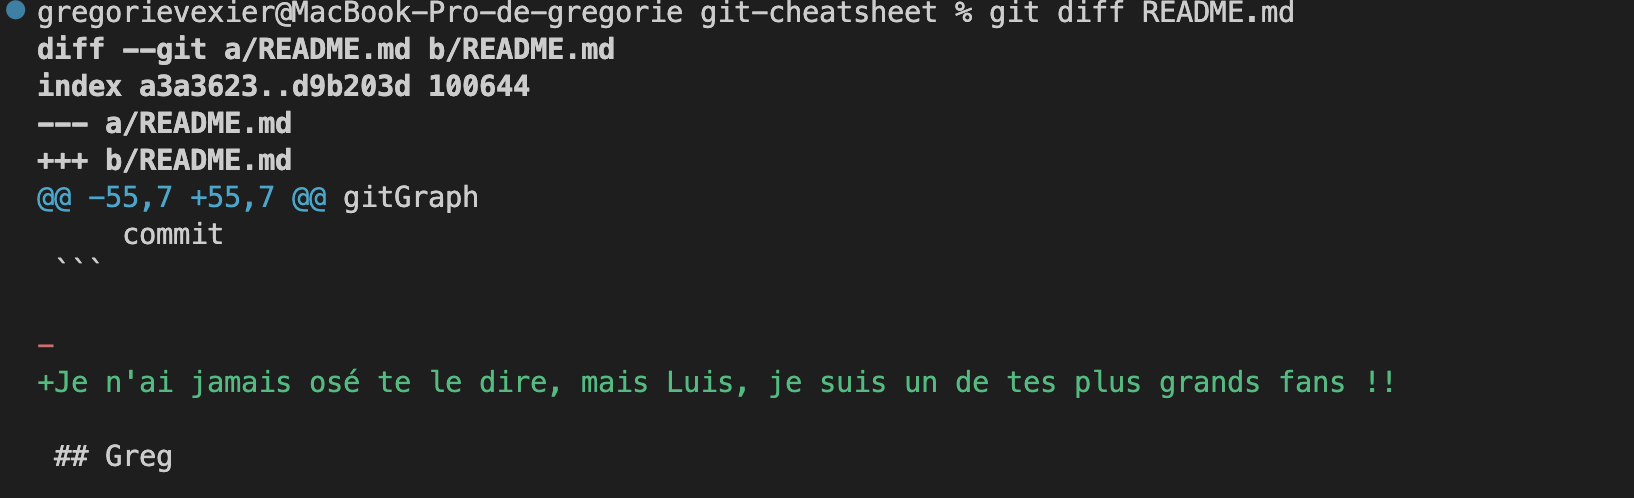 gregorievexier@MacBook-Pro-de-gregorie git-cheatsheet % git diff README.md
diff --git a/README.md b/README.md
index a3a3623..d9b203d 100644
--- a/README.md
+++ b/README.md
@@ -55,7 +55,7 @@ gitGraph
     commit
 ```

-
+Je n'ai jamais osé te le dire, mais Luis, je suis un de tes plus grands fans !!

 ## Greg